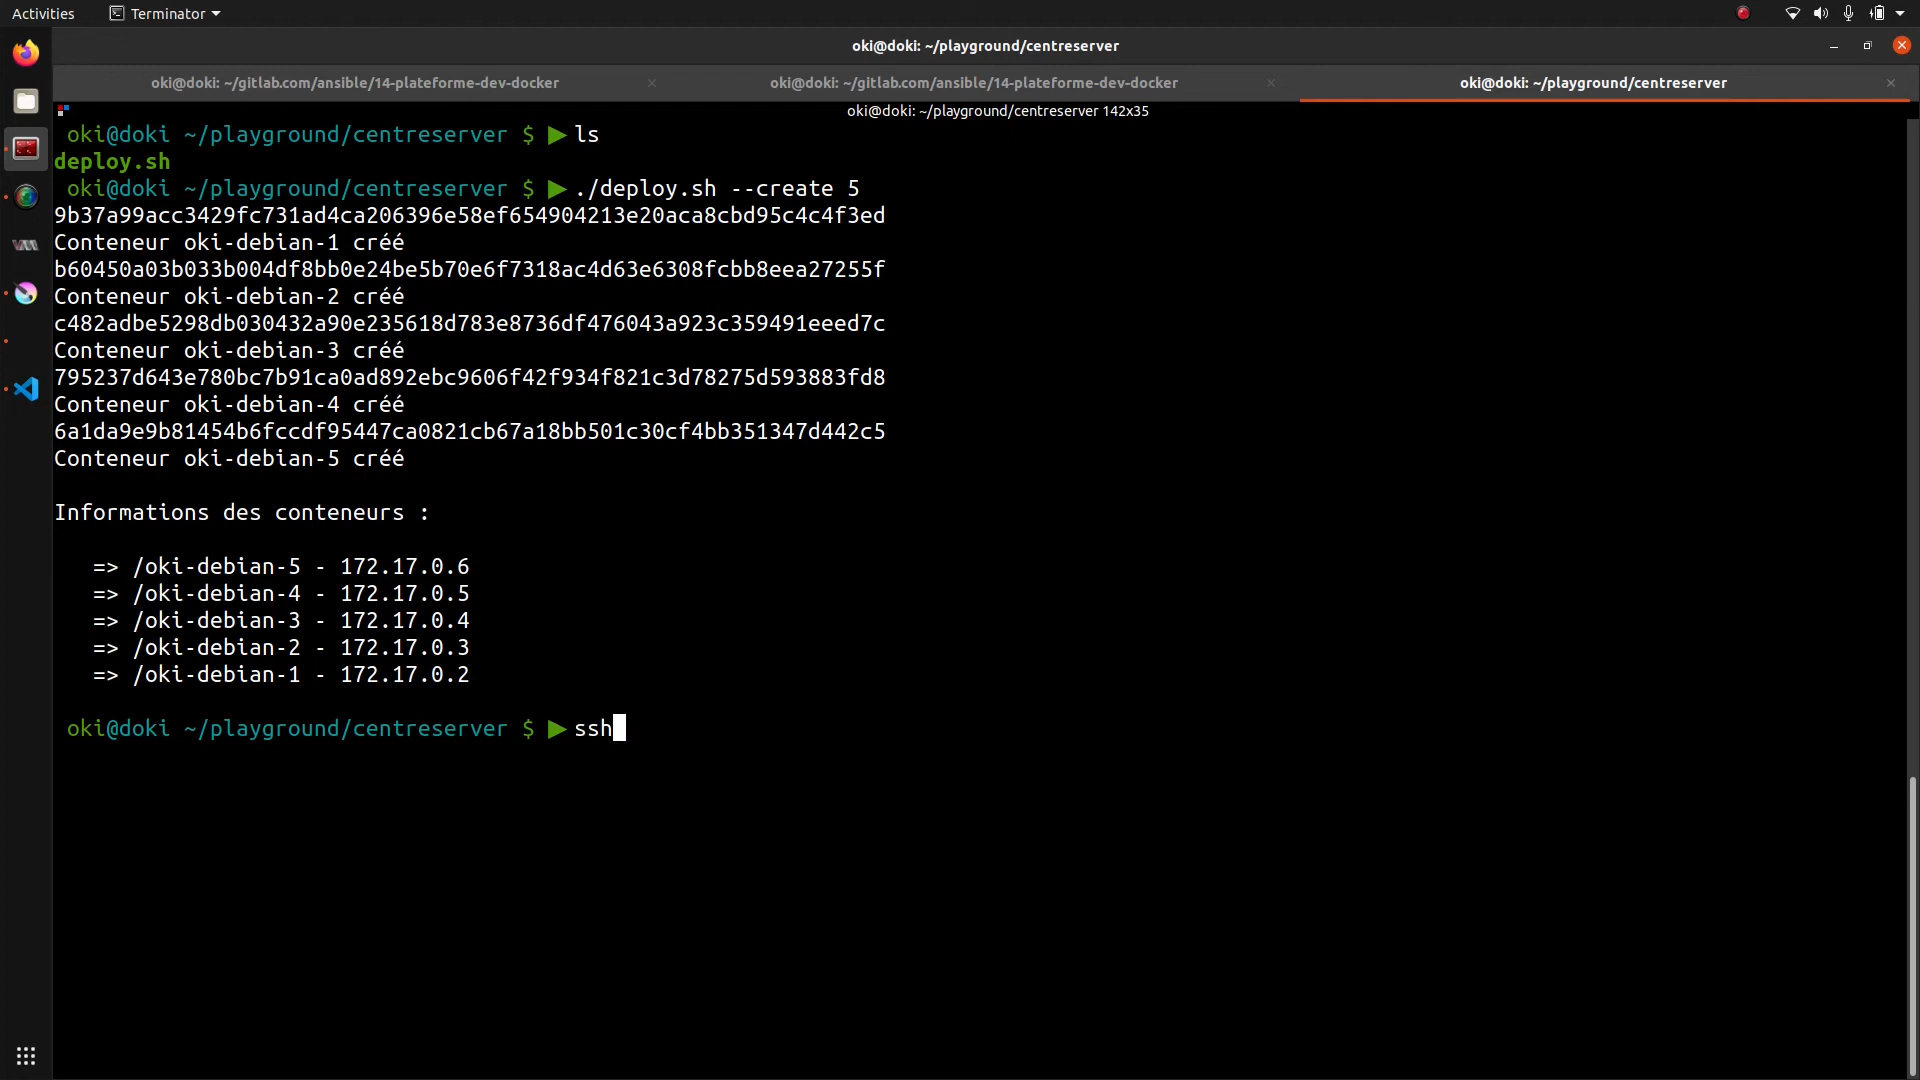 Activities
Terminator
oki@doki: ~/playground/centreserver
oki@doki: ~/gitlab.com/ansible/14-plateforme-dev-docker
oki@doki: ~/gitlab.com/ansible/14-plateforme-dev-docker
oki@doki: ~/playground/centreserver
oki@doki: ~/playground/centreserver 142x35
oki@doki ~/playground/centreserver $ ▶ ls
deploy.sh
oki@doki ~/playground/centreserver $ ▶ ./deploy.sh --create 5
9b37a99acc3429fc731ad4ca206396e58ef654904213e20aca8cbd95c4c4f3ed
Conteneur oki-debian-1 créé
b60450a03b033b004df8bb0e24be5b70e6f7318ac4d63e6308fcbb8eea27255f
Conteneur oki-debian-2 créé
c482adbe5298db030432a90e235618d783e8736df476043a923c359491eeed7c
Conteneur oki-debian-3 créé
795237d643e780bc7b91ca0ad892ebc9606f42f934f821c3d78275d593883fd8
Conteneur oki-debian-4 créé
6a1da9e9b81454b6fccdf95447ca0821cb67a18bb501c30cf4bb351347d442c5
Conteneur oki-debian-5 créé
Informations des conteneurs :
=> /oki-debian-5 - 172.17.0.6
=> /oki-debian-4 - 172.17.0.5
=> /oki-debian-3 - 172.17.0.4
=> /oki-debian-2 - 172.17.0.3
=> /oki-debian-1 - 172.17.0.2
oki@doki ~/playground/centreserver $ ▶ ssh